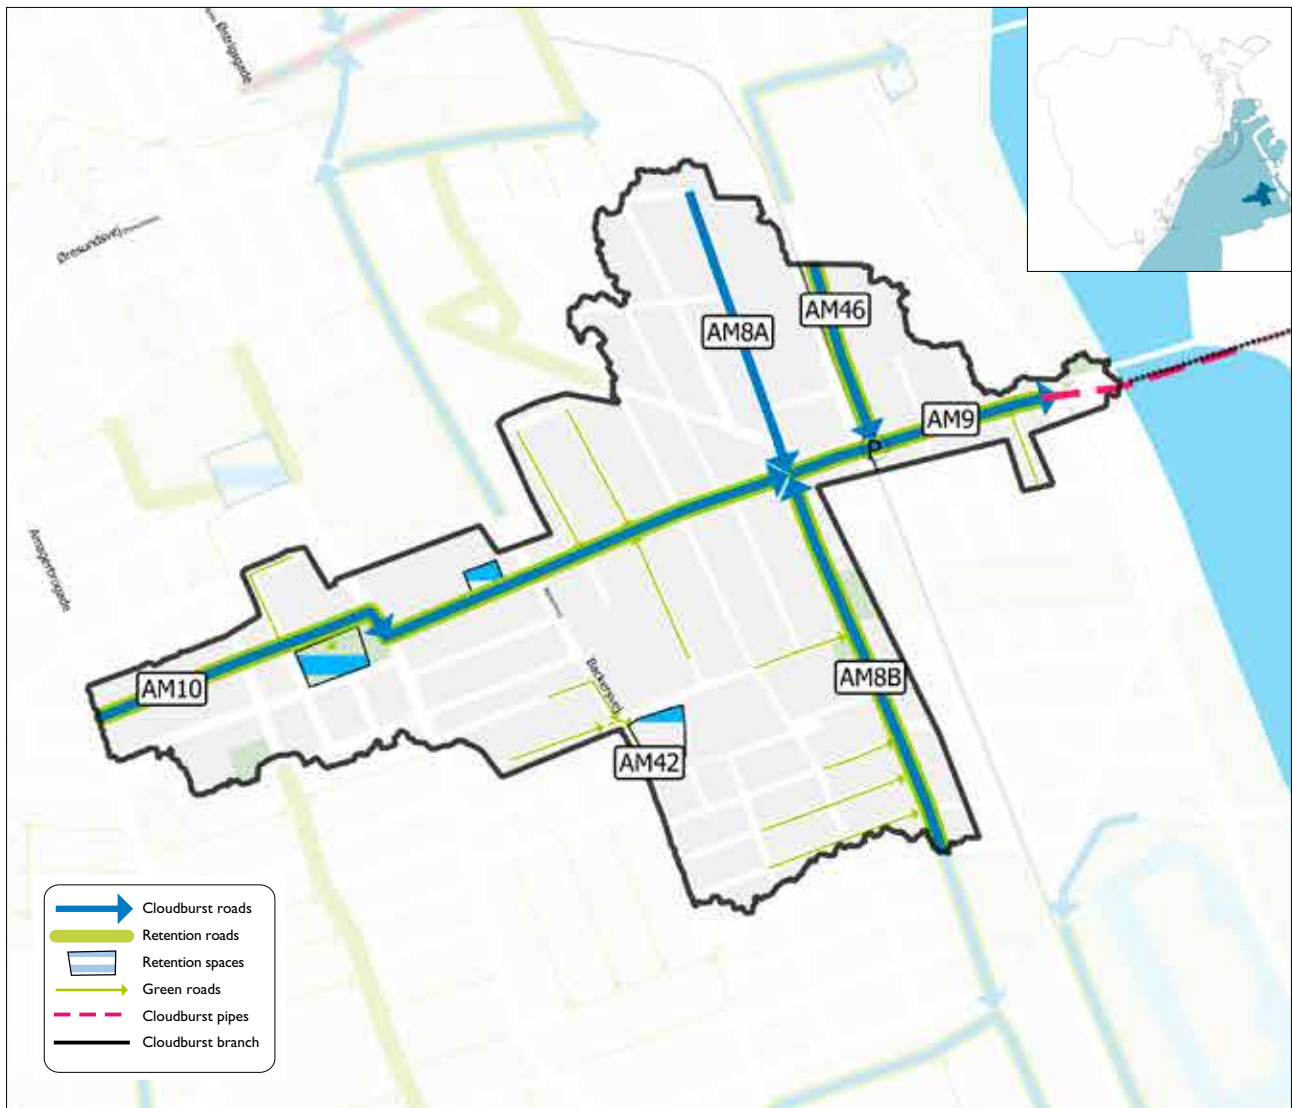 Østrigsgade
Øresundsvej
AM46
AM8A
AM9
P
Amagerbrogade
AM10
Backersvej
AM8B
AM42
Cloudburst roads
Retention roads
Retention spaces
Green roads
Cloudburst pipes
Cloudburst branch